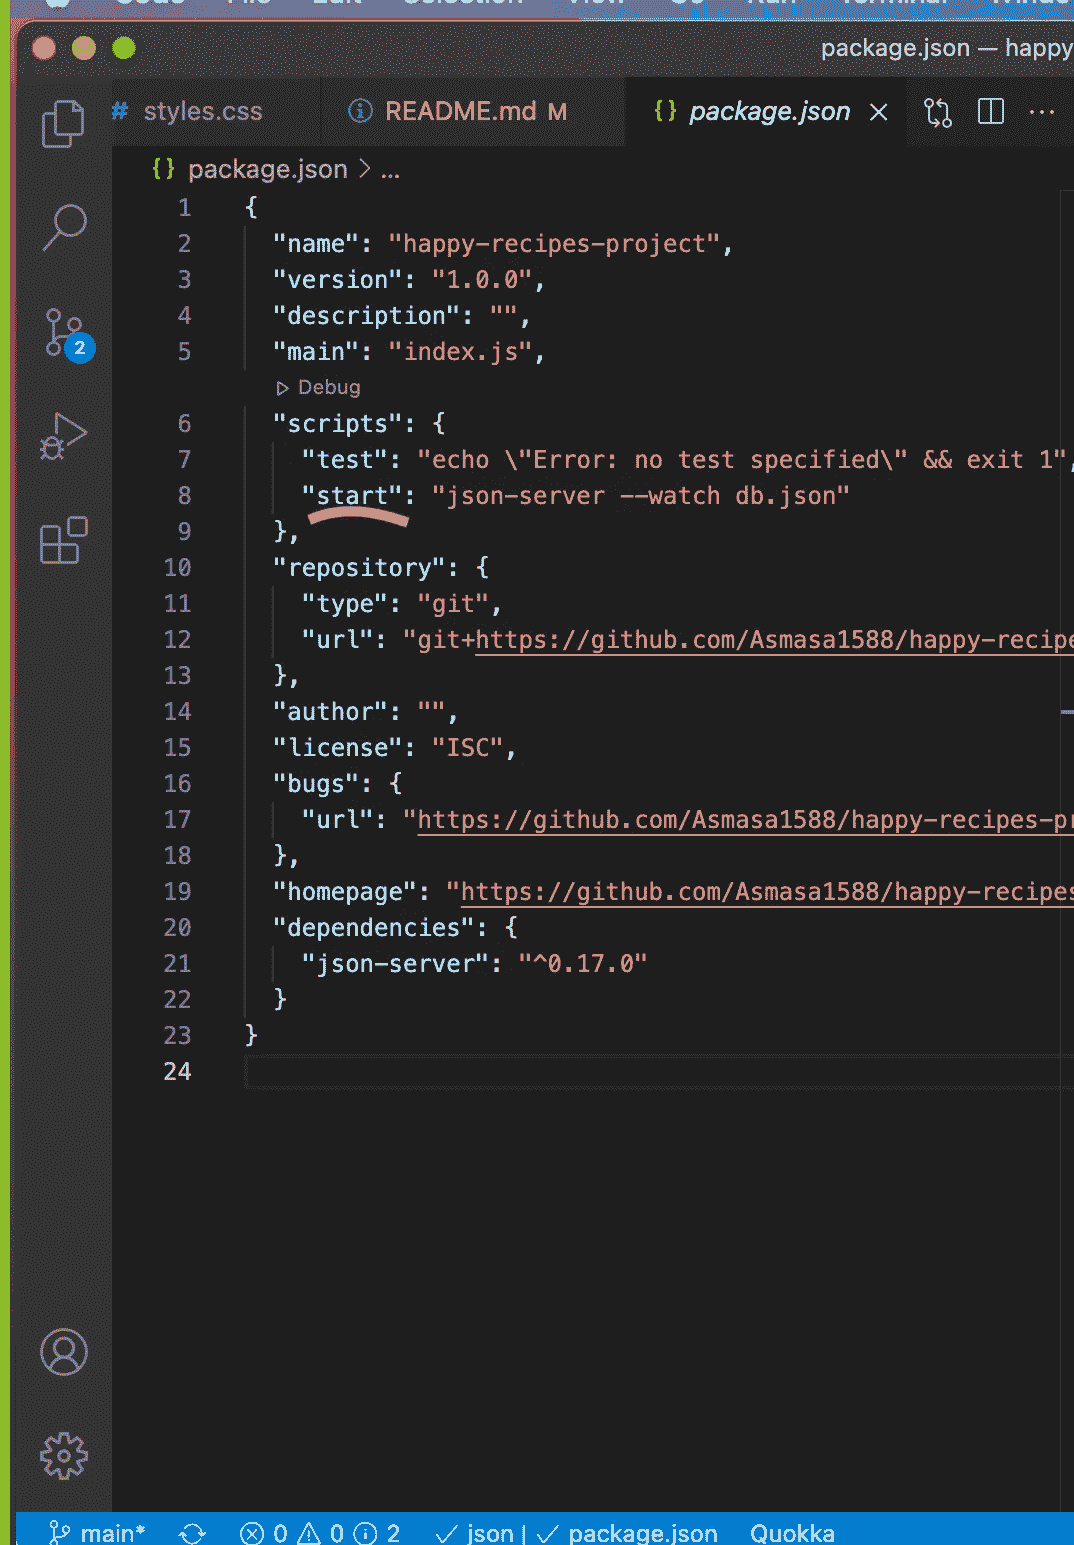 package.json — happy
# styles.css README.md M {} package.json
{} package.json > ...
1 {
2 "name": "happy-recipes-project",
3 "version": "1.0.0",
4 "description": "",
5 "main": "index.js",
Debug
6 "scripts": {
7 "test": "echo \"Error: no test specified\" && exit 1",
8 "start": "json-server --watch db.json"
9 },
10 "repository": {
11 "type": "git",
12 "url": "git+https://github.com/Asmasa1588/happy-recipe
13 },
14 "author": "",
15 "license": "ISC",
16 "bugs": {
17 "url": "https://github.com/Asmasa1588/happy-recipes-pr
18 },
19 "homepage": "https://github.com/Asmasa1588/happy-recipes
20 "dependencies": {
21 "json-server": "^0.17.0"
22 }
23 }
24
2
main* 0 0 2 json | package.json Quokka